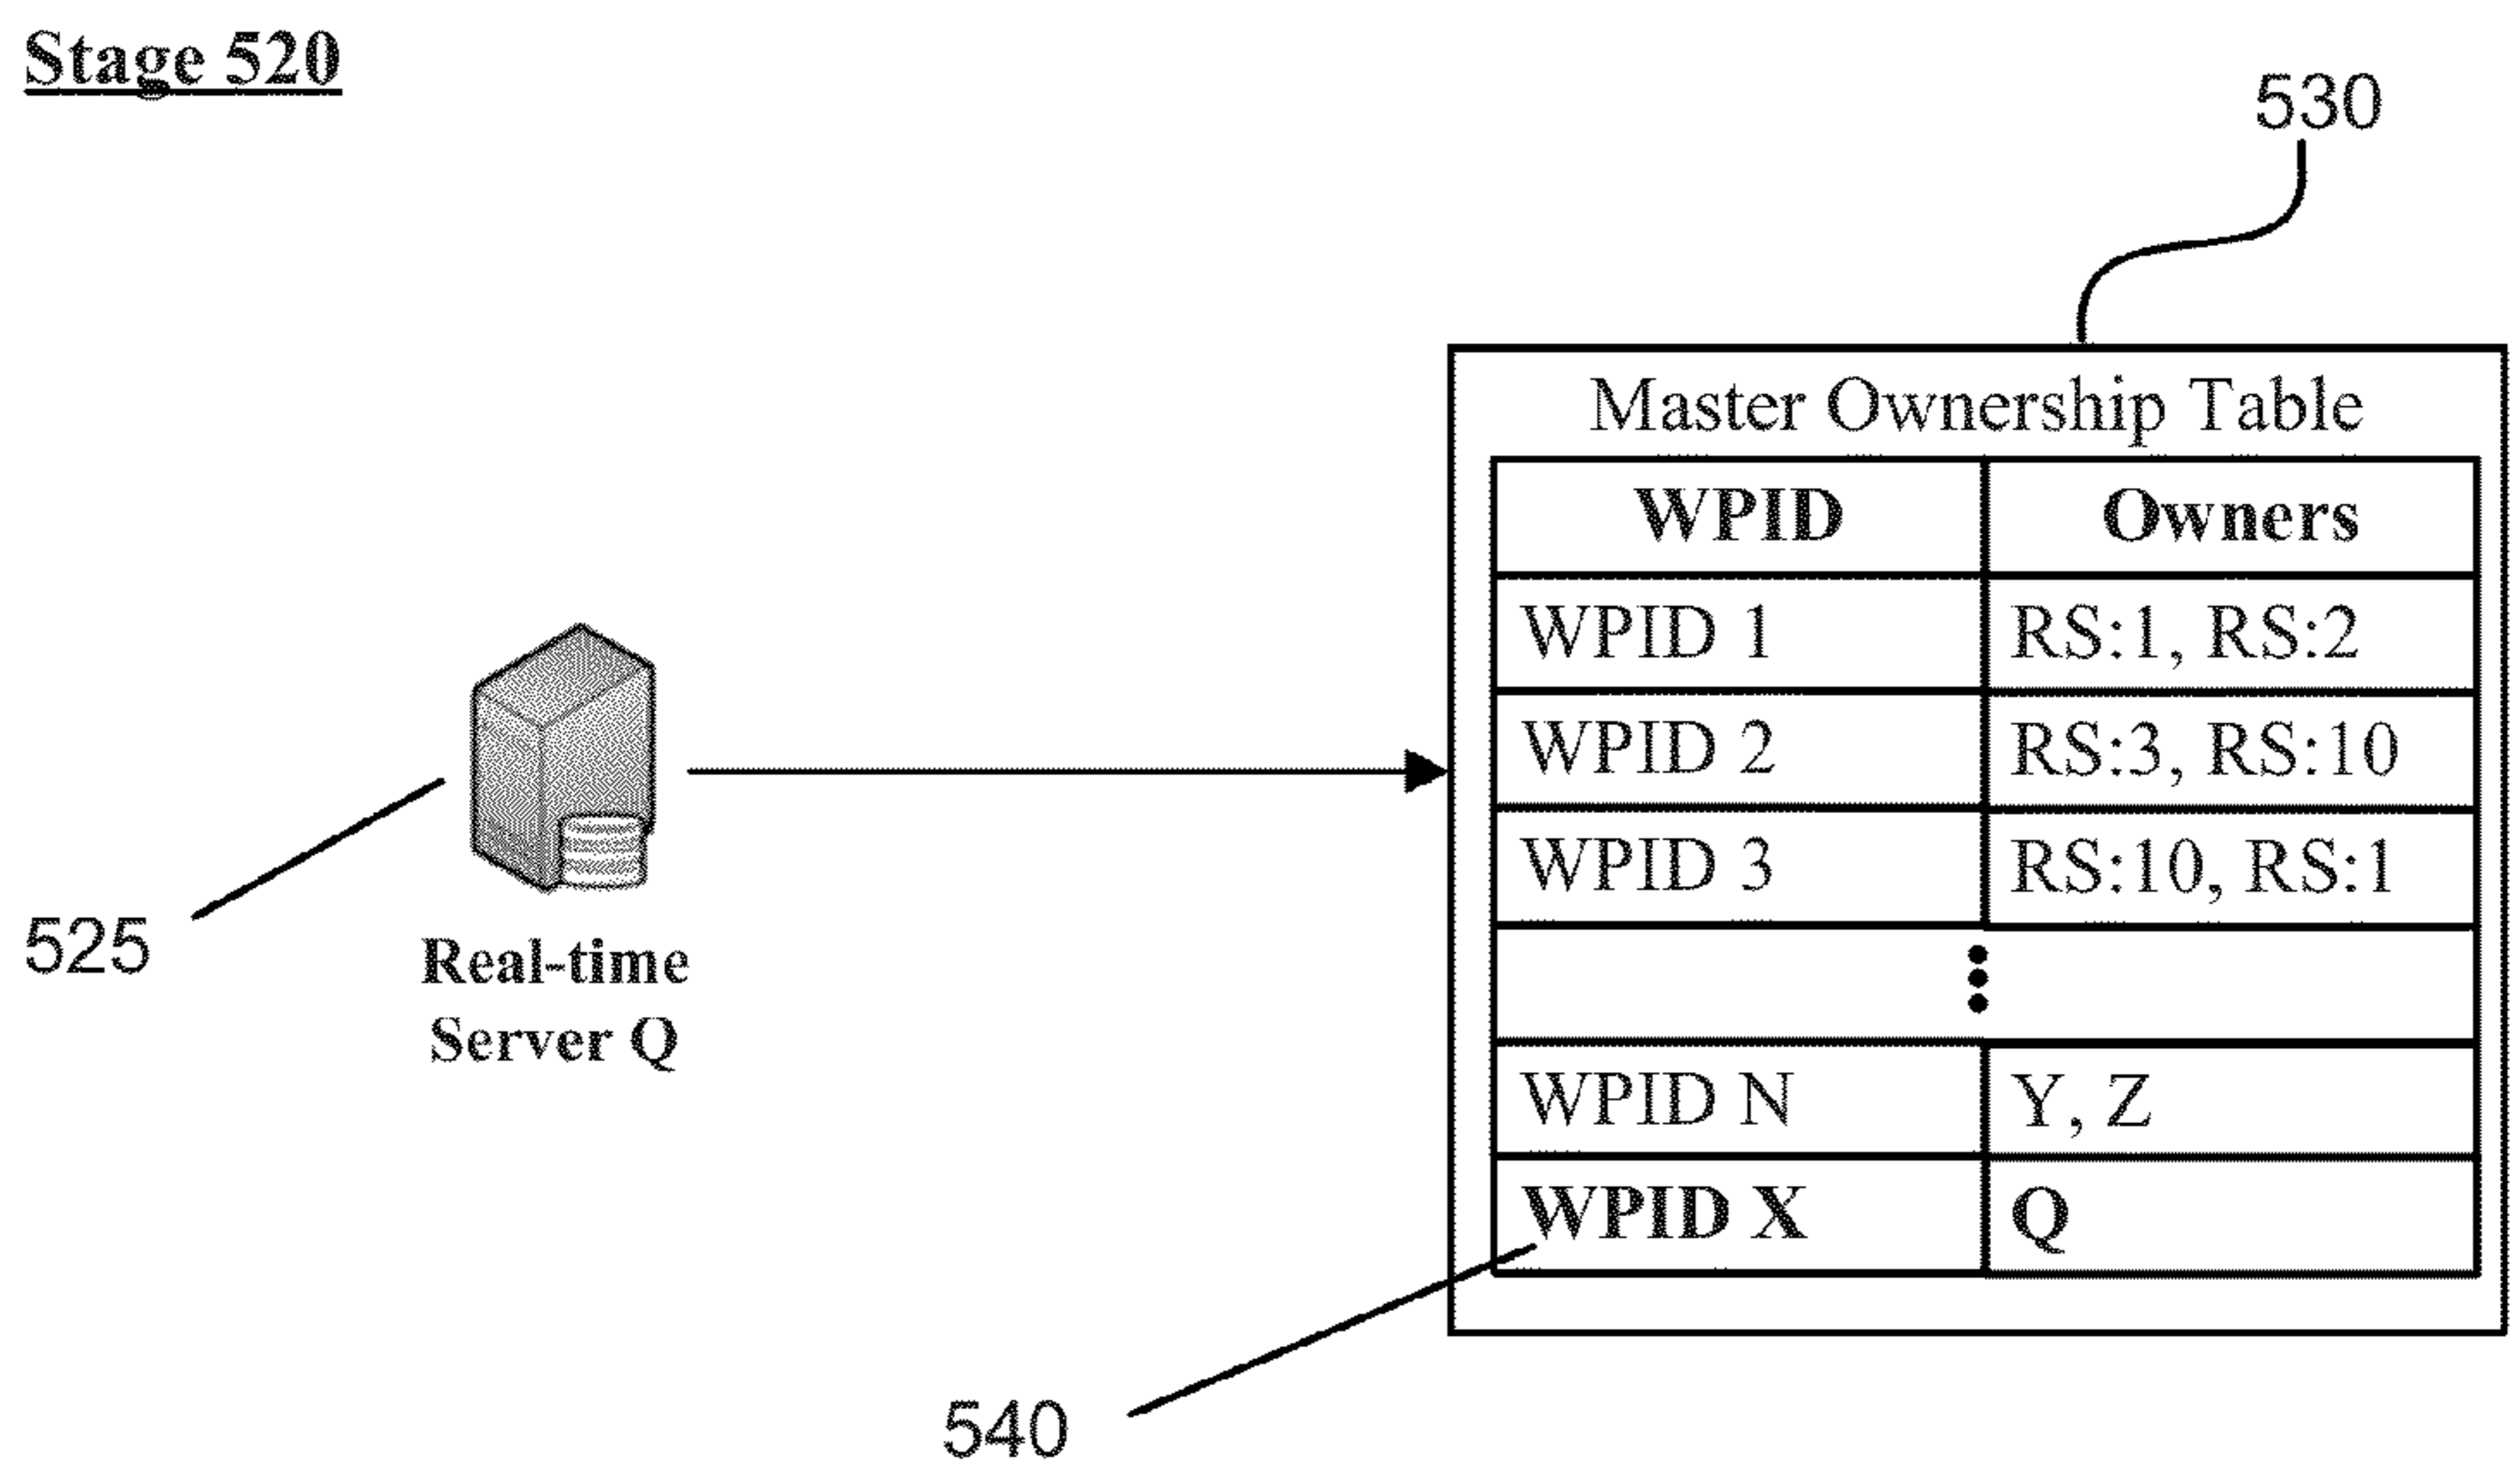 Stage 520
530
Master Ownership Table
WPID Owners
WPID 1 RS:1, RS:2
WPID 2 RS:3, RS:10
WPID 3 RS:10, RS:1
WPID N Y, Z
WPID X Q
525
Real-time
Server Q
540